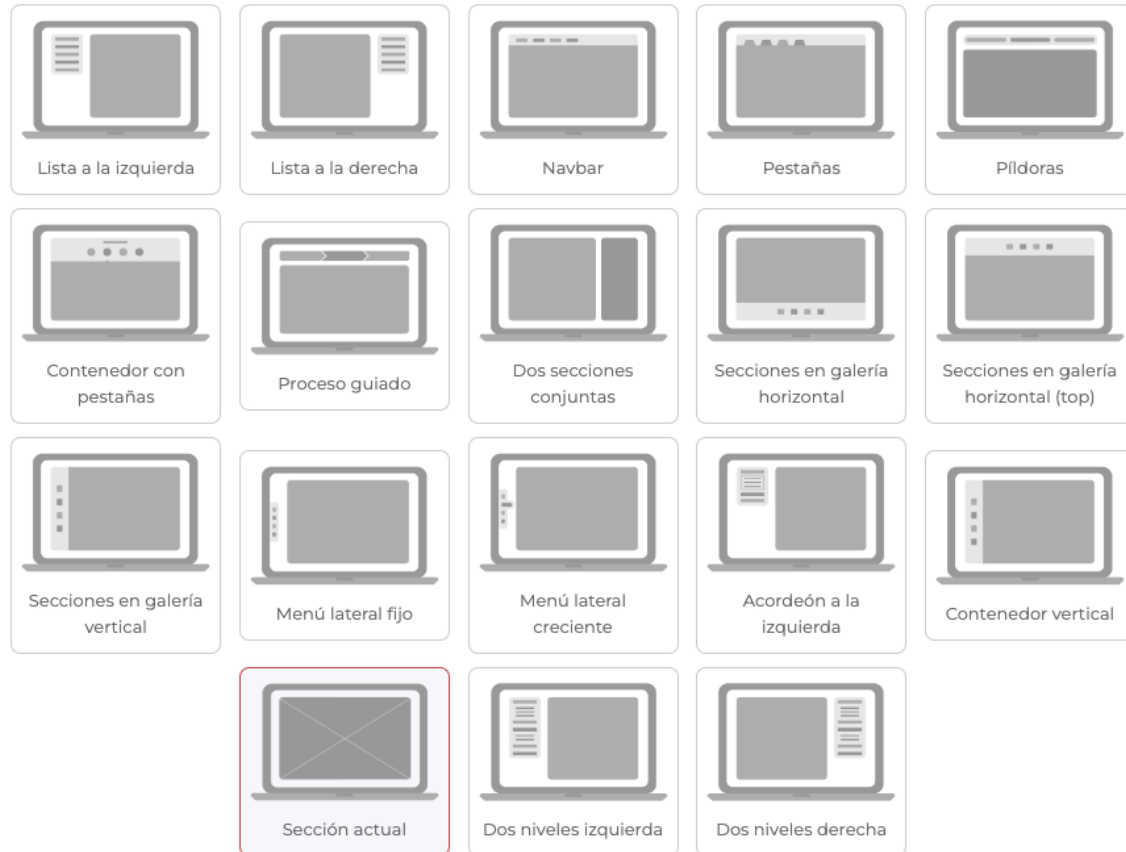 Lista a la izquierda
Lista a la derecha
Navbar
Pestañas
Píldoras
Contenedor con
pestañas
Proceso guiado
Dos secciones
conjuntas
Secciones en galería
horizontal
Secciones en galería
horizontal (top)
Secciones en galería
vertical
Menú lateral fijo
Menú lateral
creciente
Acordeón a la
izquierda
Contenedor vertical
Sección actual
Dos niveles izquierda
Dos niveles derecha